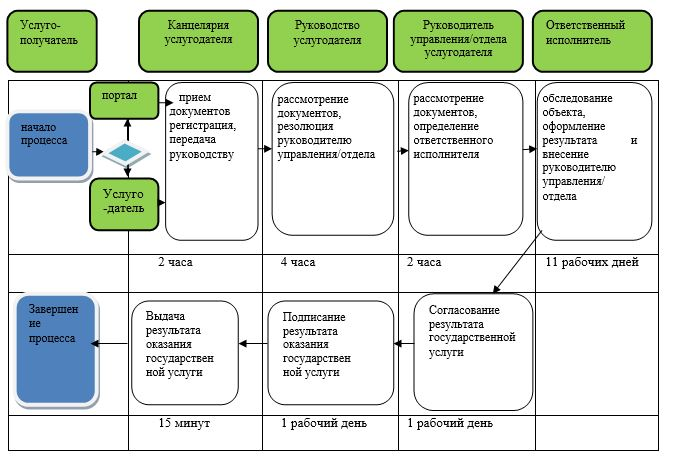 Услуго-
получатель
Канцелярия
услугодателя
Руководство
услугодателя
Руководитель
управления/отдела
услугодателя
Ответственный
исполнитель
начало
процесса
портал
Услуго
-датель
прием
документов
регистрация,
передача
руководству
рассмотрение
документов,
резолюция
руководителю
управления/отдела
рассмотрение
документов,
определение
ответственного
исполнителя
обследование
объекта,
оформление
результата и
внесение
руководителю
управления/
отдела
2 часа
4 часа
2 часа
11 рабочих дней
Завершен
ие
процесса
Выдача
результата
оказания
государствен
ной услуги
Подписание
результата
оказания
государствен
ной услуги
Согласование
результата
государственной
услуги
15 минут
1 рабочий день
1 рабочий день